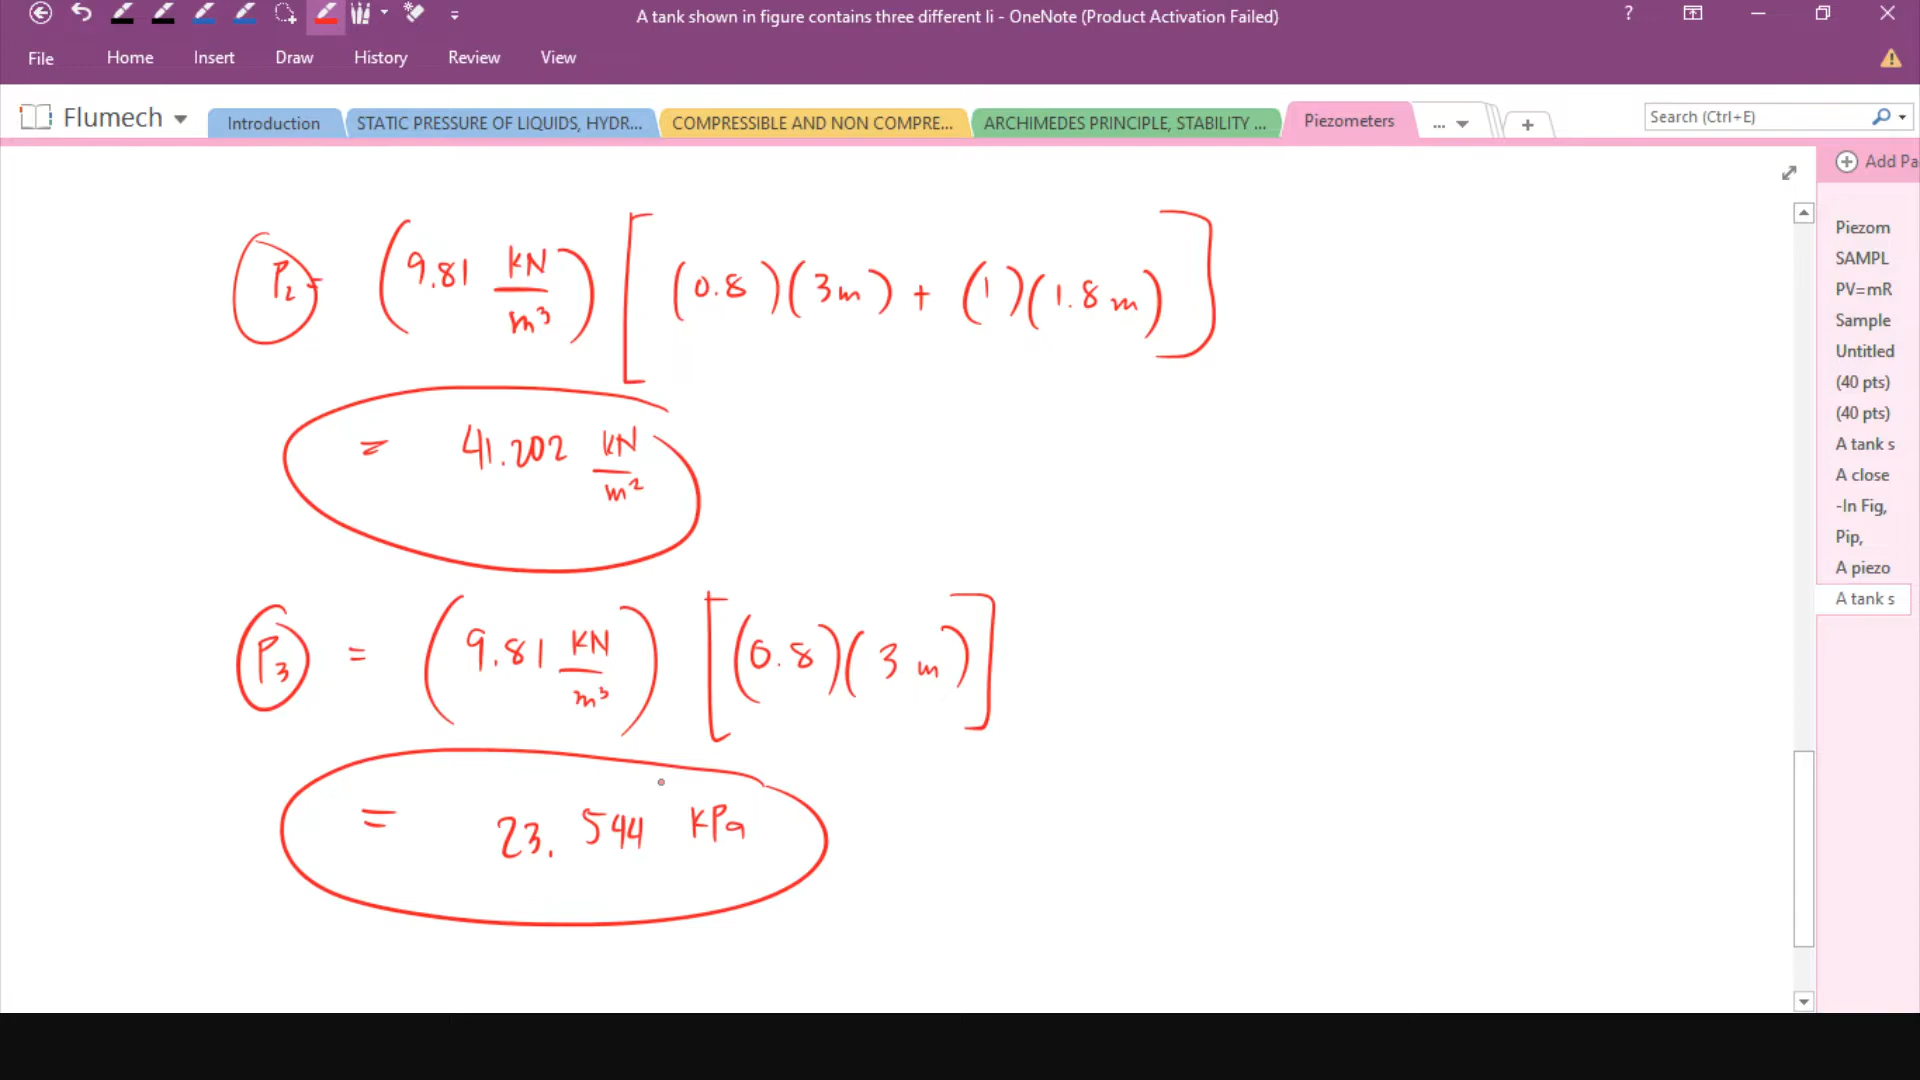 A tank shown in figure contains three different li - OneNote (Product Activation Failed)
?
File Home Insert Draw History Review View
Flumech
Introduction
STATIC PRESSURE OF LIQUIDS, HYDR...
COMPRESSIBLE AND NON COMPRE...
ARCHIMEDES PRINCIPLE, STABILITY ...
Piezometers
...
+
Search (Ctrl+E)
Add Pa
Piezom
SAMPL
PV=mR
Sample
Untitled
(40 pts)
(40 pts)
A tank s
A close
-In Fig,
Pip,
A piezo
A tank s
P₂ = (9.81 KN/m³) [(0.8)(3m) + (1)(1.8m)]
= 41.202 KN/m²
P₃ = (9.81 KN/m³) [(0.8)(3 m)]
= 23.544 KPa